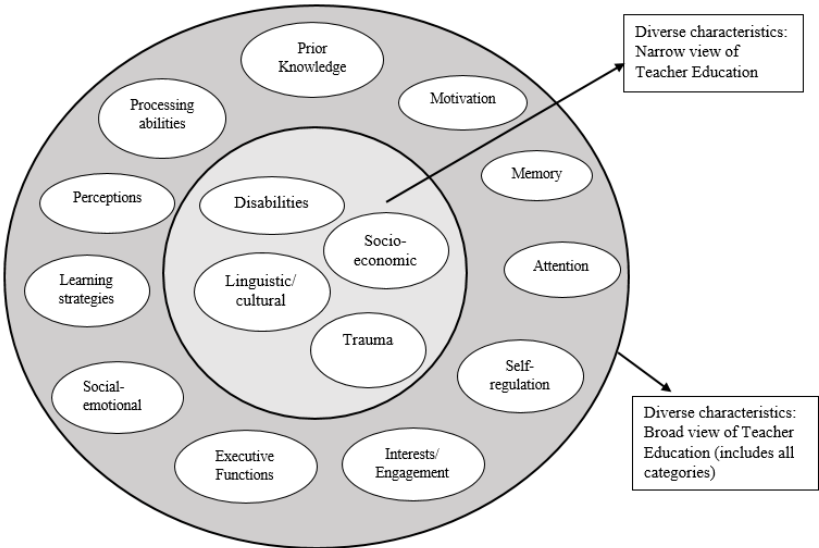 Diverse characteristics:
Narrow view of
Teacher Education
Prior
Knowledge
Motivation
Processing
abilities
Memory
Perceptions
Disabilities
Socio-
economic
Attention
Learning
strategies
Linguistic/
cultural
Trauma
Self-
regulation
Social-
emotional
Executive
Functions
Interests/
Engagement
Diverse characteristics:
Broad view of Teacher
Education (includes all
categories)